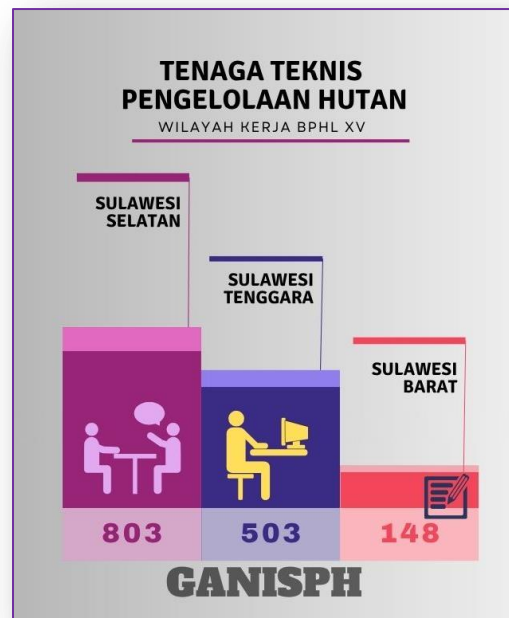 TENAGA TEKNIS
PENGELOLAAN HUTAN
WILAYAH KERJA BPHL XV
SULAWESI
SELATAN
SULAWESI
TENGGARA
SULAWESI
BARAT
803
503
148
GANISPH